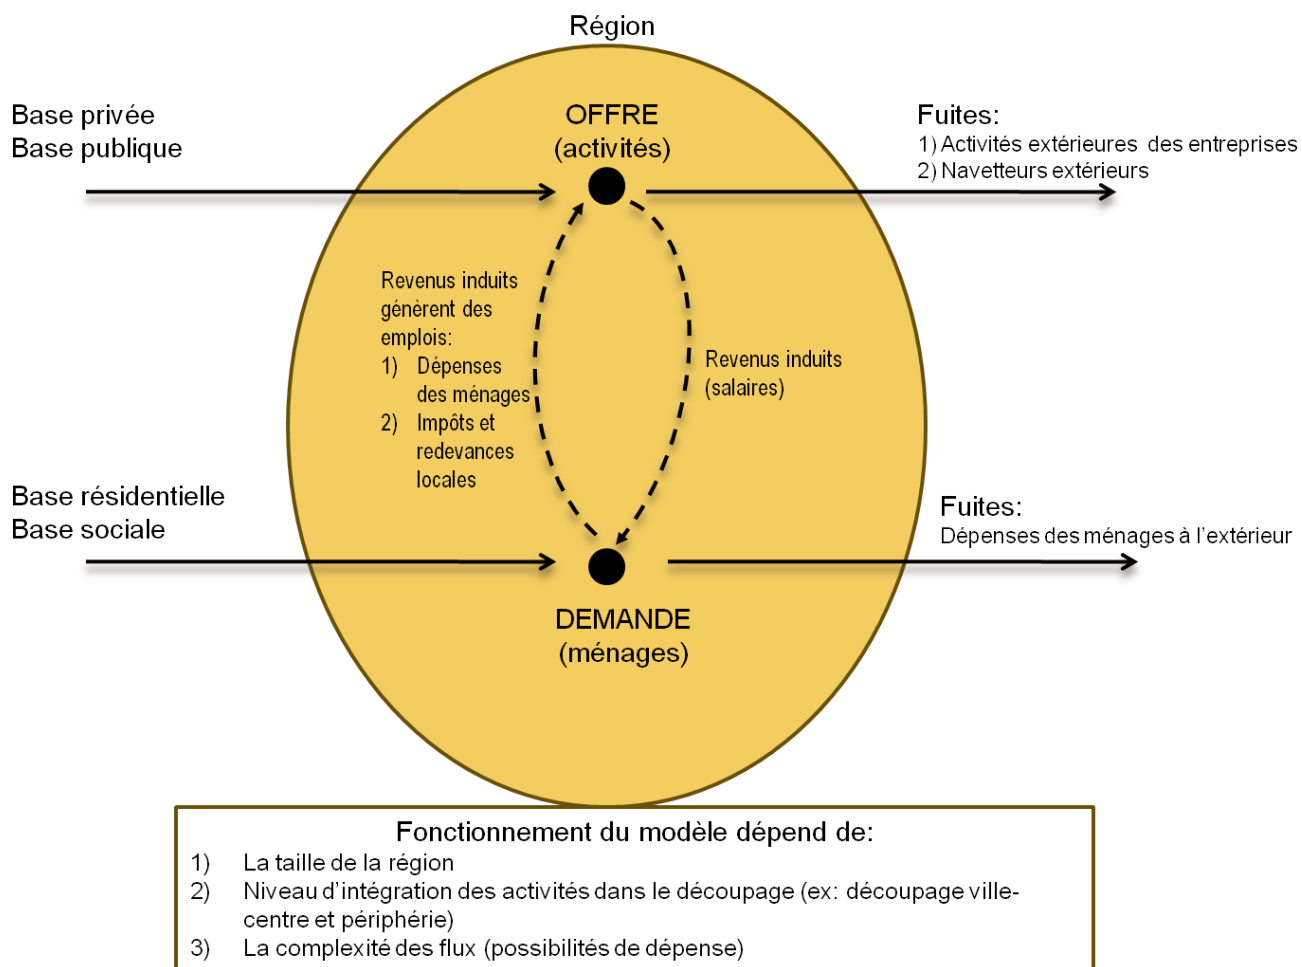 Région
Base privée
Base publique
OFFRE
(activités)
Fuites:
1) Activités extérieures des entreprises
2) Navetteurs extérieurs
Revenus induits
génèrent des
emplois:
1) Dépenses
des ménages
2) Impôts et
redevances
locales
Revenus induits
(salaires)
Base résidentielle
Base sociale
Fuites:
Dépenses des ménages à l'extérieur
DEMANDE
(ménages)
Fonctionnement du modèle dépend de:
1) La taille de la région
2) Niveau d'intégration des activités dans le découpage (ex: découpage ville-
centre et périphérie)
3) La complexité des flux (possibilités de dépense)